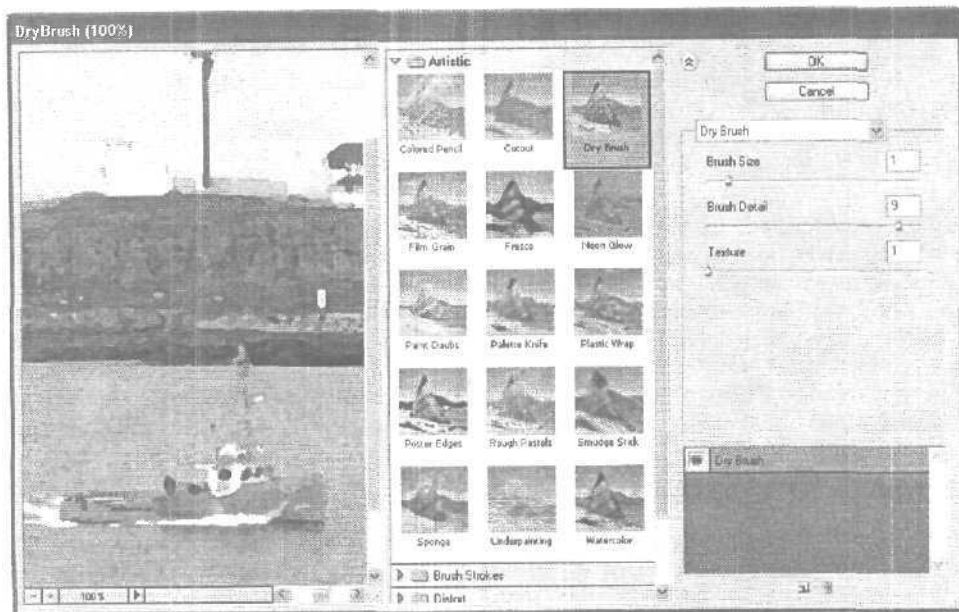 DryBrush (100%)
Artistic
Colored Pencil
Cutout
Dry Brush
Film Grain
Fresco
Neon Glow
Paint Daubs
Palette Knife
Plastic Wrap
Poster Edges
Rough Pastels
Smudge Stick
Sponge
Underpainting
Watercolor
Brush Strokes
Distort
100%
OK
Cancel
Dry Brush
Brush Size 1
Brush Detail 9
Texture 1
Dry Brush